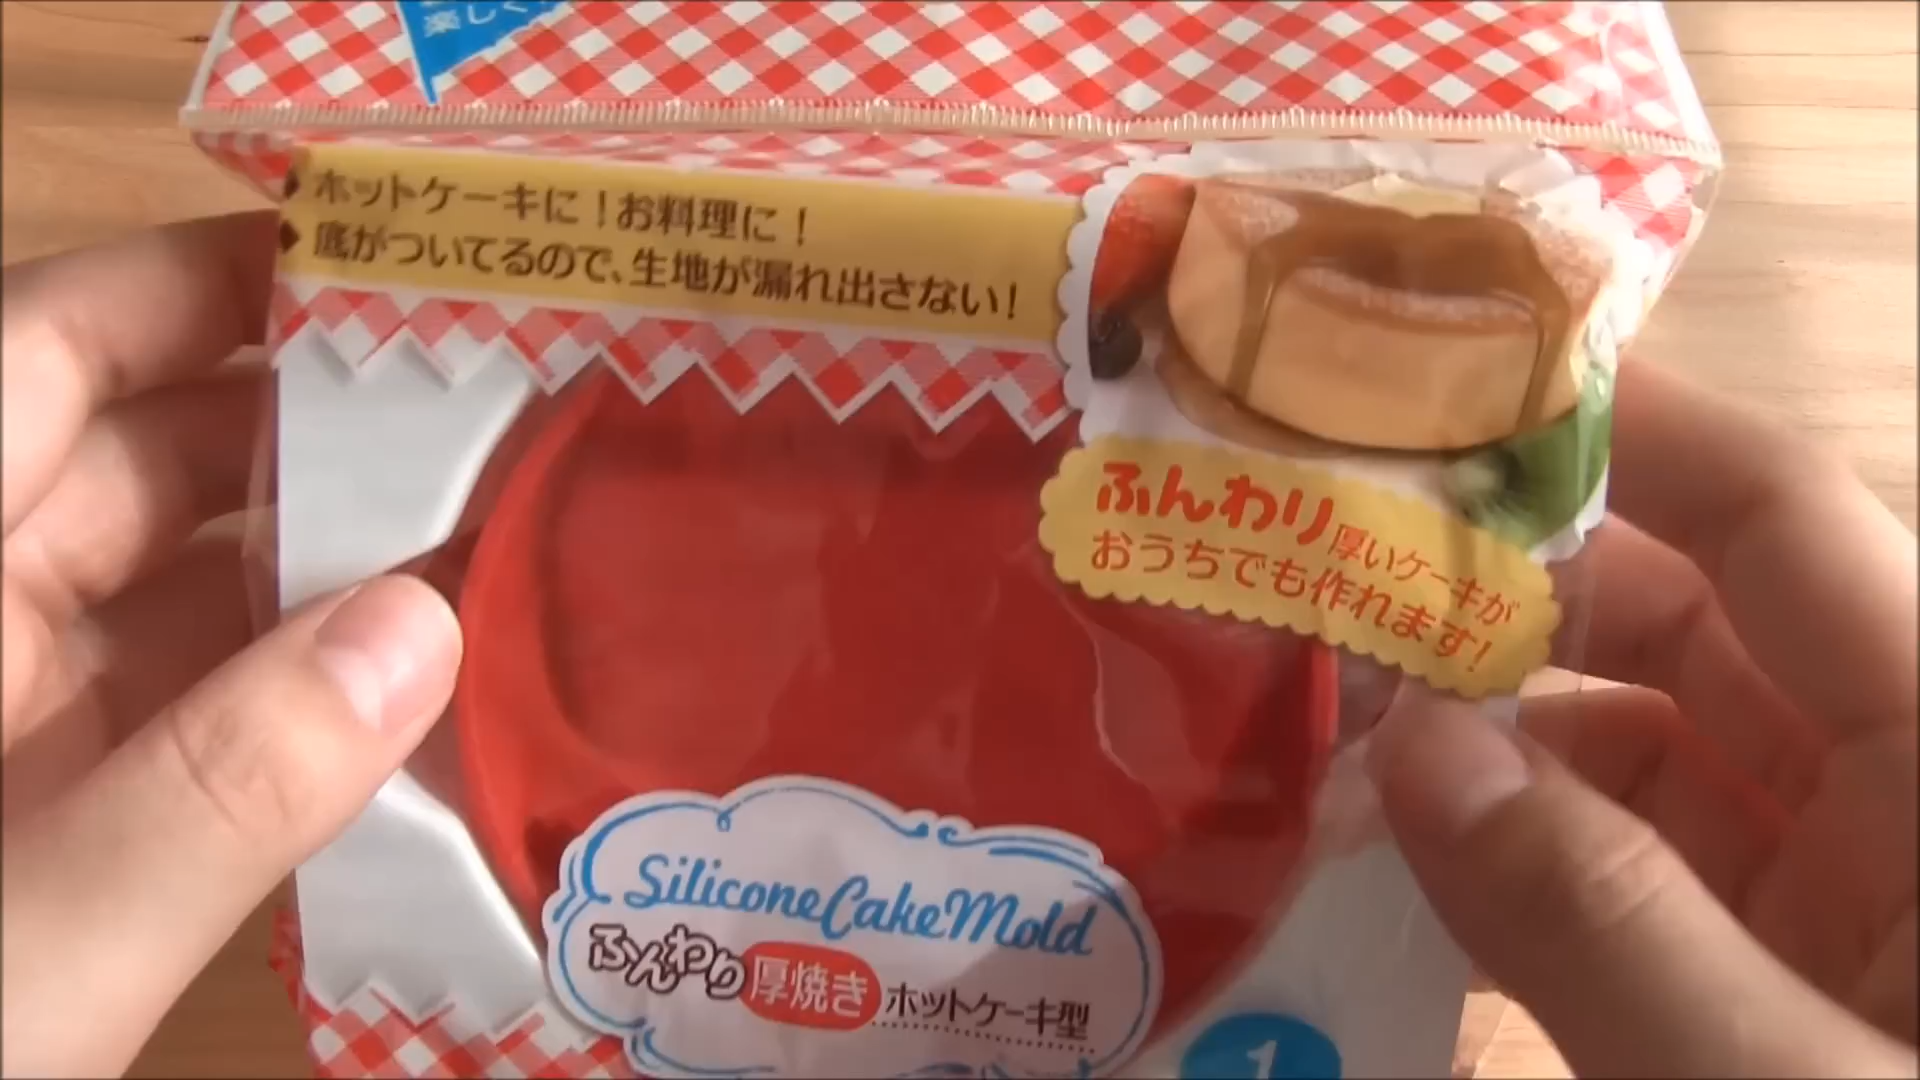 楽しく
ホットケーキに！お料理に！
底がついてるので、生地が漏れ出さない！
ふんわり厚いケーキが
おうちでも作れます！
Silicone Cake Mold
ふんわり厚焼きホットケーキ型
1